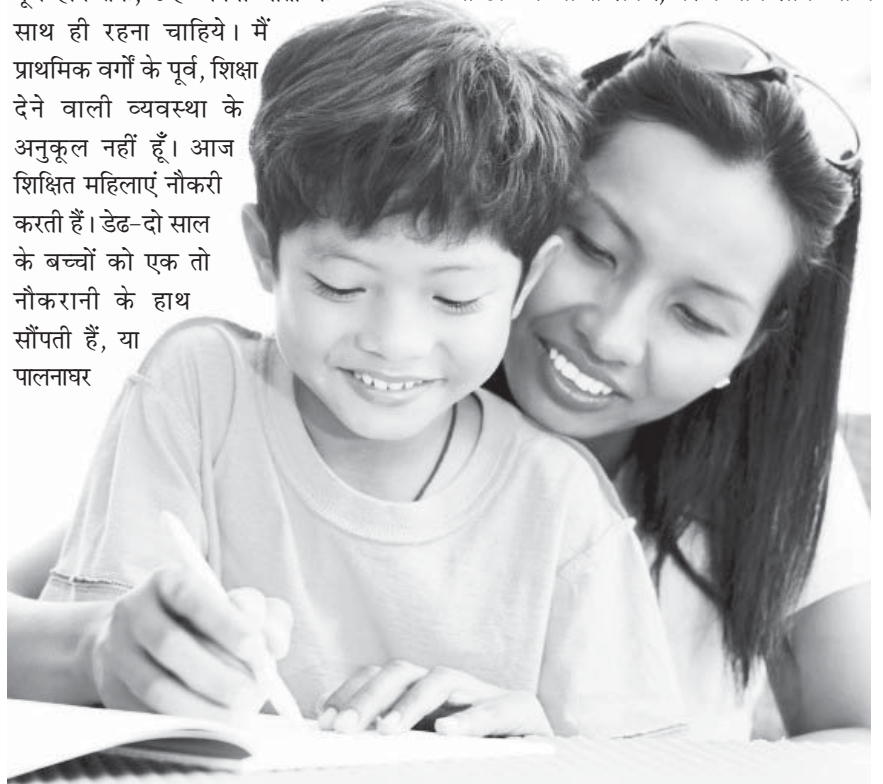 साथ ही रहना चाहिये। मैं
प्राथमिक वर्गों के पूर्व, शिक्षा
देने वाली व्यवस्था के
अनुकूल नहीं हूँ। आज
शिक्षित महिलाएं नौकरी
करती हैं। डेढ-दो साल
के बच्चों को एक तो
नौकरानी के हाथ
सौंपती हैं, या
पालनाघर